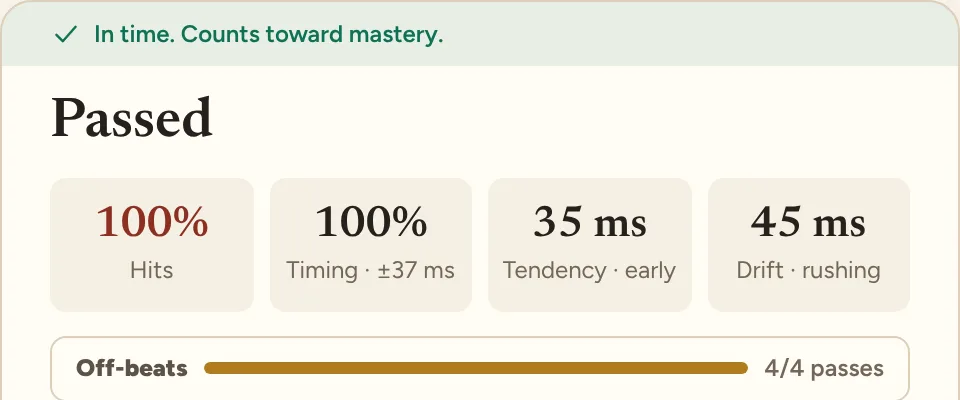 In time. Counts toward mastery.
Passed
100%
Hits
100%
Timing · ±37 ms
35 ms
Tendency · early
45 ms
Drift · rushing
Off-beats
4/4 passes